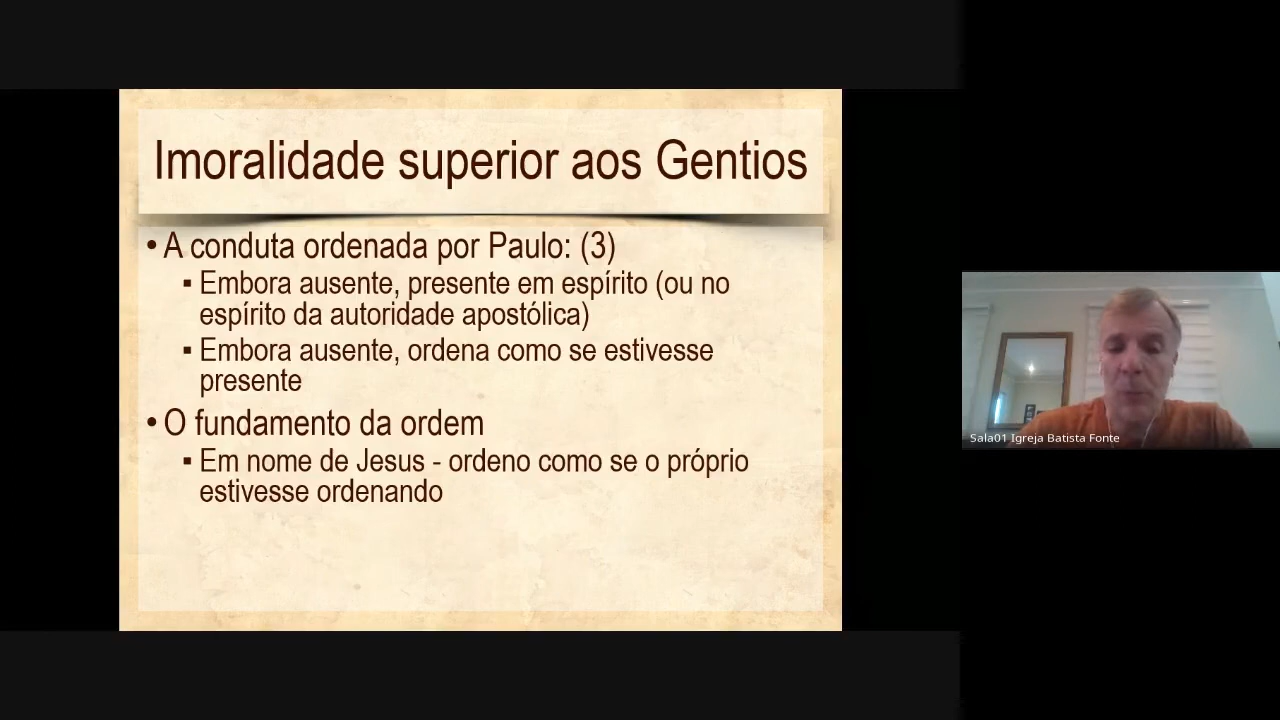 Imoralidade superior aos Gentios
• A conduta ordenada por Paulo: (3)
▪ Embora ausente, presente em espírito (ou no
espírito da autoridade apostólica)
▪ Embora ausente, ordena como se estivesse
presente
• O fundamento da ordem
▪ Em nome de Jesus - ordeno como se o próprio
estivesse ordenando
Sala01 Igreja Batista Fonte